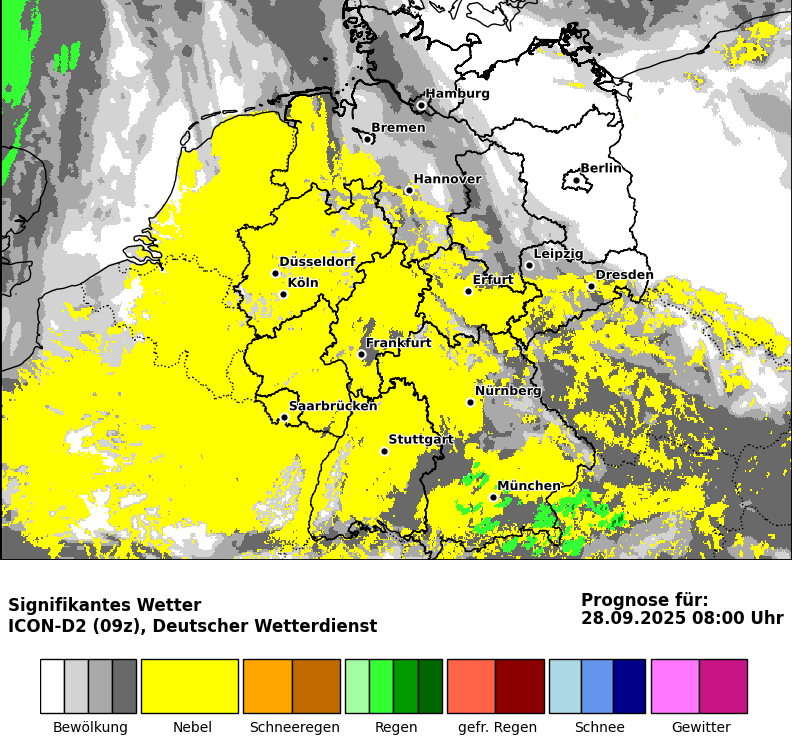 Hamburg
Bremen
Berlin
Hannover
Leipzig
Düsseldorf
Dresden
Köln
Erfurt
Frankfurt
Nürnberg
Saarbrücken
Stuttgart
München
Signifikantes Wetter
ICON-D2 (09z), Deutscher Wetterdienst
Prognose für:
28.09.2025 08:00 Uhr
Bewölkung
Nebel
Schneeregen
Regen
gefr. Regen
Schnee
Gewitter